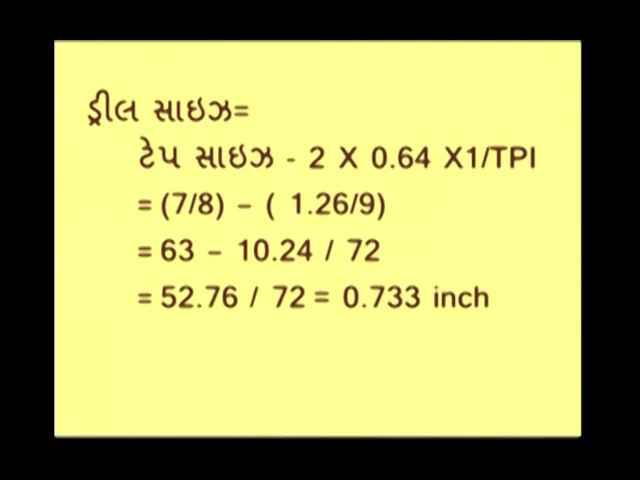 ડ્રીલ સાઇઝ=
ટેપ સાઇઝ - 2 X 0.64 X1/TPI
= (7/8) – ( 1.26/9)
= 63 – 10.24 / 72
= 52.76 / 72 = 0.733 inch